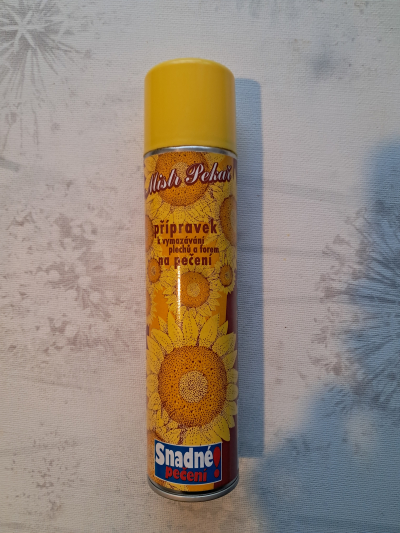 Mistr Pekař
přípravek
k vymazávání
plechů a forem
na pečení
Snadné!
pečení